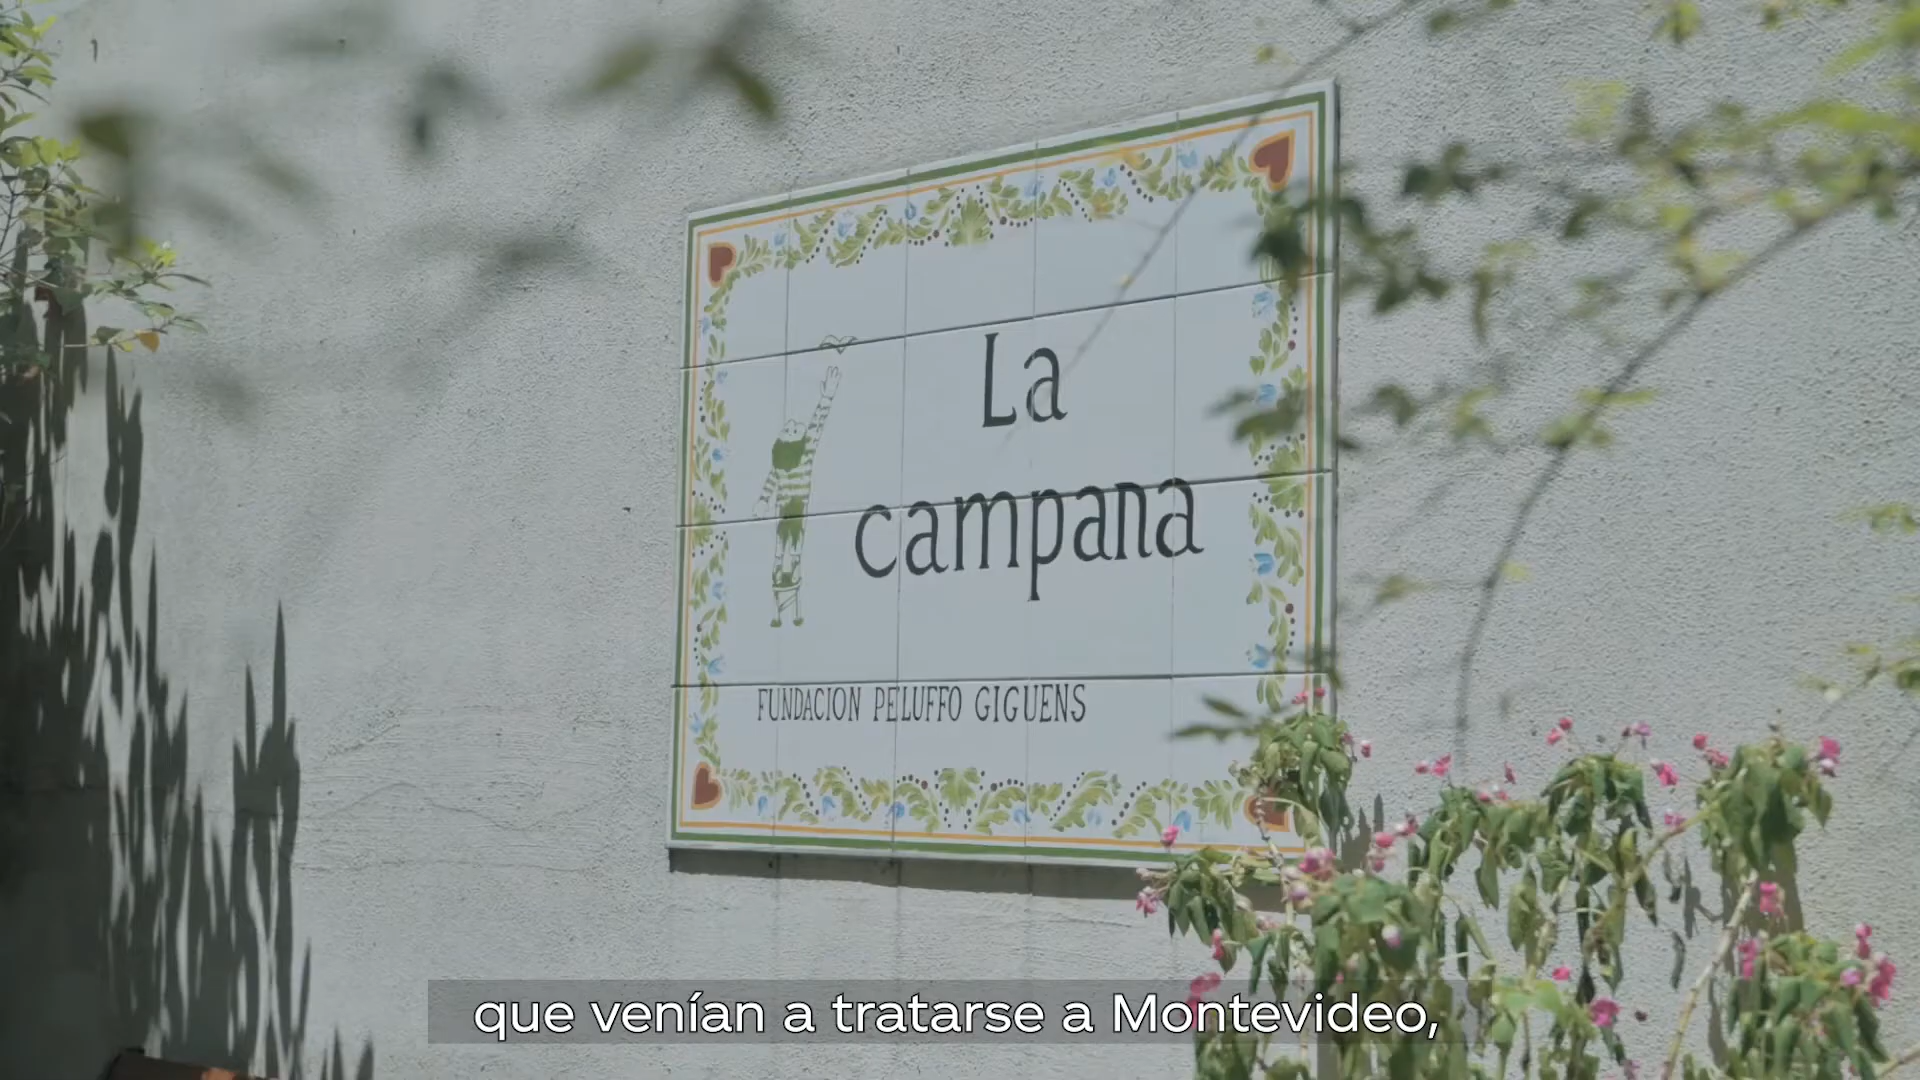 La
campana
FUNDACION PELUFFO GIGUENS
que venían a tratarse a Montevideo,